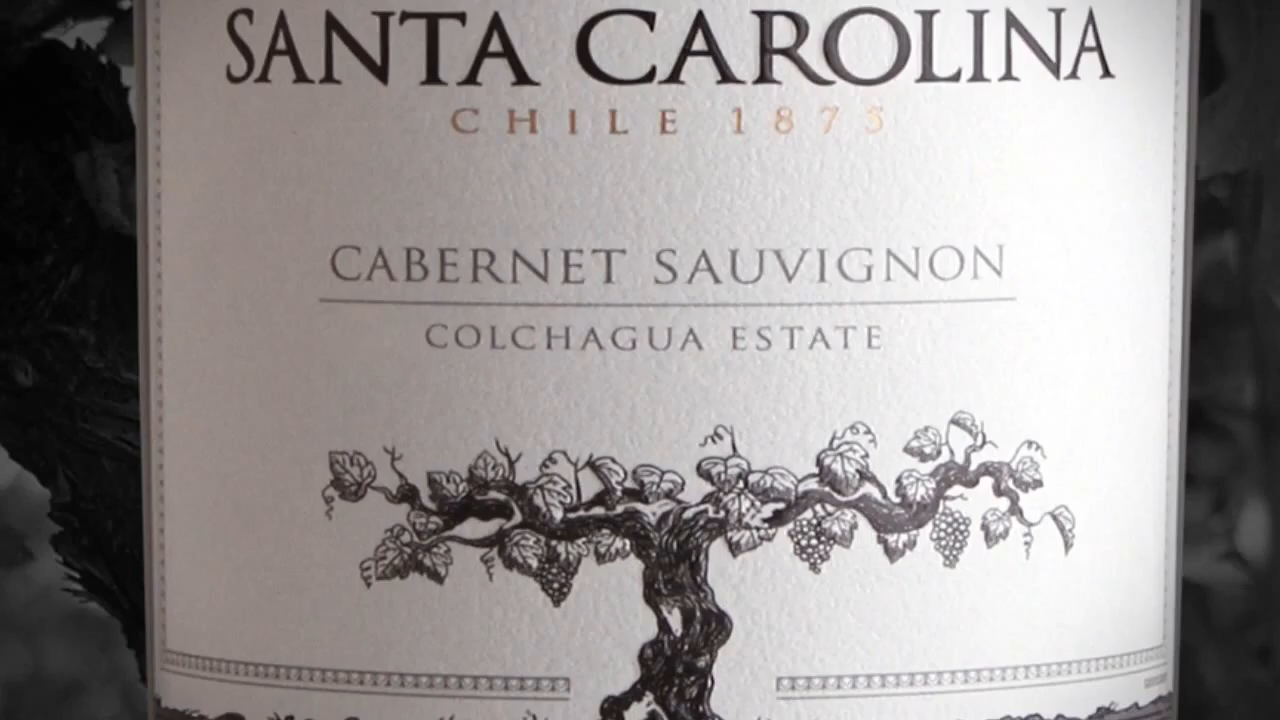 SANTA CAROLINA
CHILE 1875
CABERNET SAUVIGNON
COLCHAGUA ESTATE